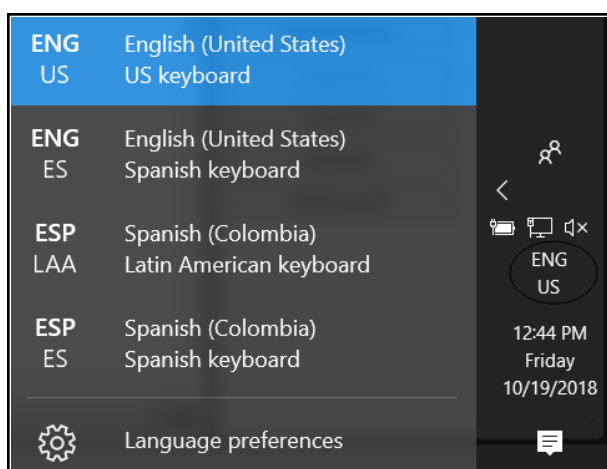 ENG English (United States)
US US keyboard
ENG English (United States)
ES Spanish keyboard
ESP Spanish (Colombia)
LAA Latin American keyboard
ESP Spanish (Colombia)
ES Spanish keyboard
Language preferences
ENG
US
12:44 PM
Friday
10/19/2018